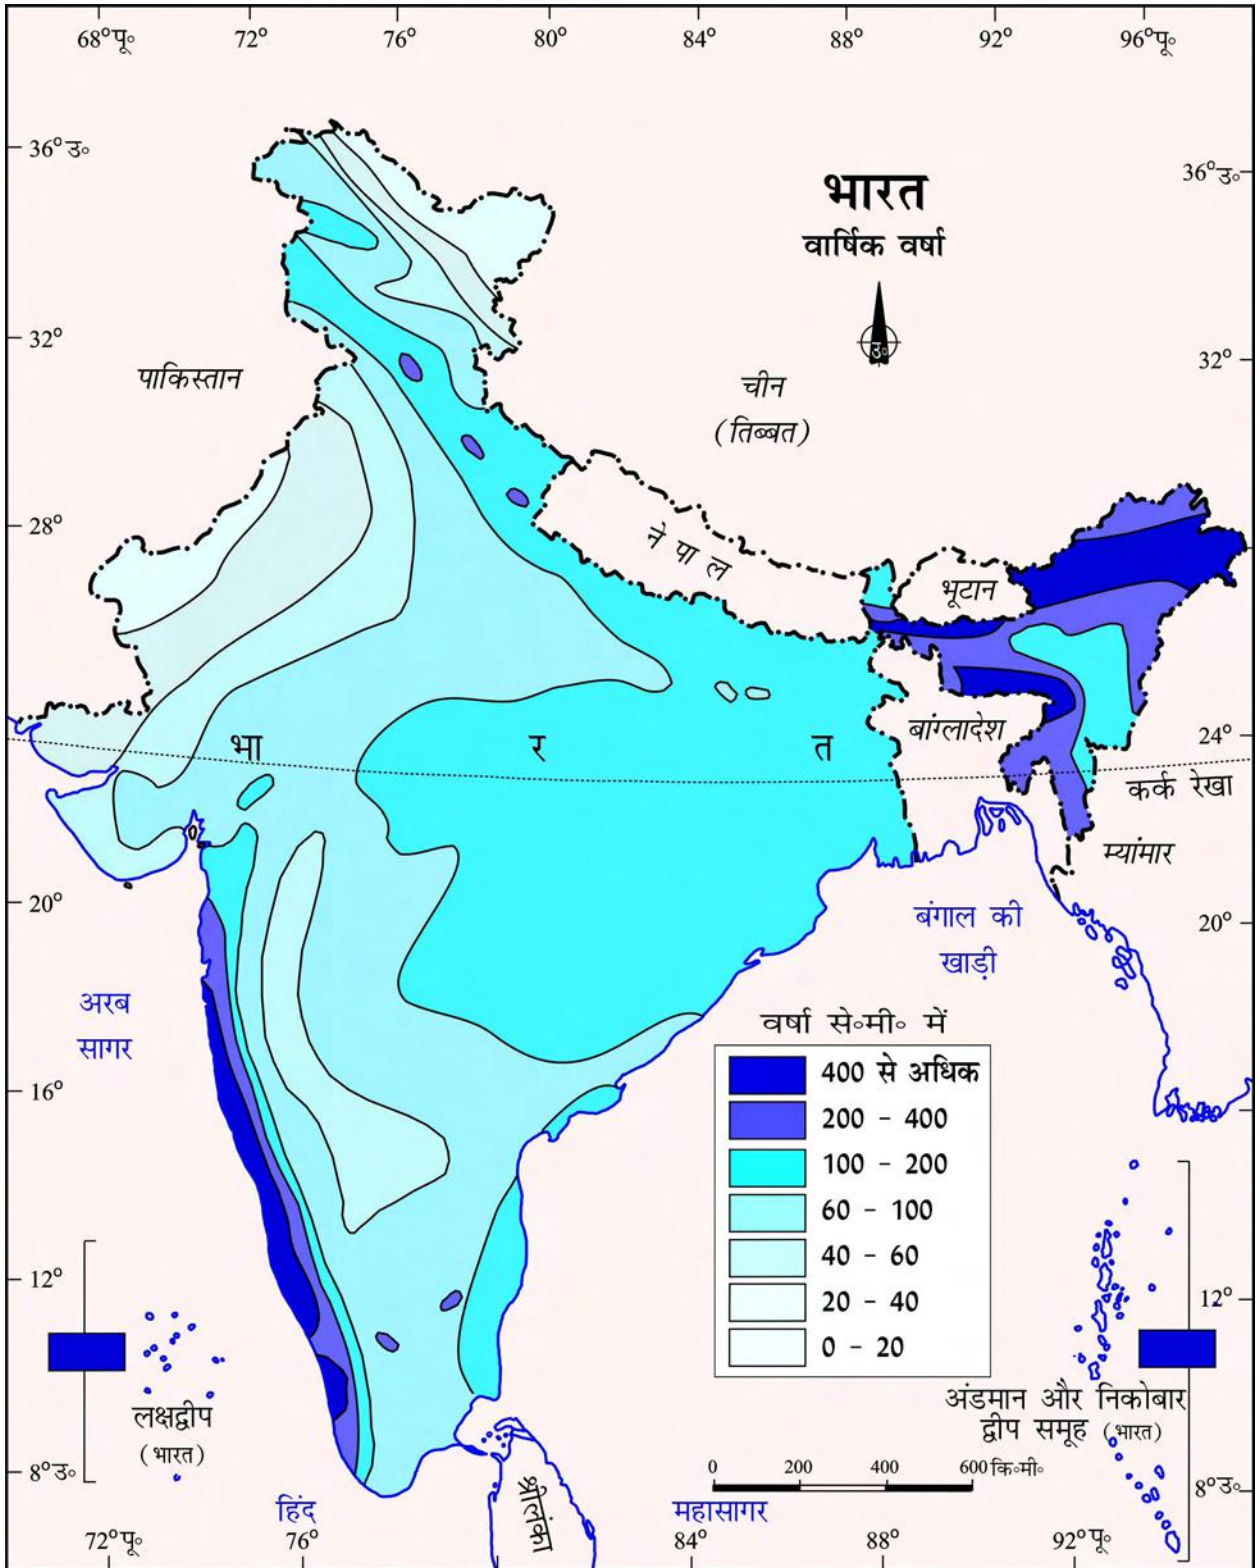 68°पू॰ 72° 76° 80° 84° 88° 92° 96°पू॰
36°उ॰
36°उ॰
भारत
वार्षिक वर्षा
उ॰
32°
32°
पाकिस्तान
चीन
(तिब्बत)
28°
नेपाल
भूटान
भारत
बांग्लादेश
24°
कर्क रेखा
म्यांमार
20°
20°
बंगाल की
खाड़ी
अरब
सागर
वर्षा से॰मी॰ में
400 से अधिक
200 - 400
100 - 200
60 - 100
40 - 60
20 - 40
0 - 20
16°
12°
12°
लक्षद्वीप
(भारत)
अंडमान और निकोबार
द्वीप समूह (भारत)
0 200 400 600 कि॰मी॰
8°उ॰
8°उ॰
हिंद
महासागर
श्रीलंका
72°पू॰ 76° 84° 88° 92°पू॰